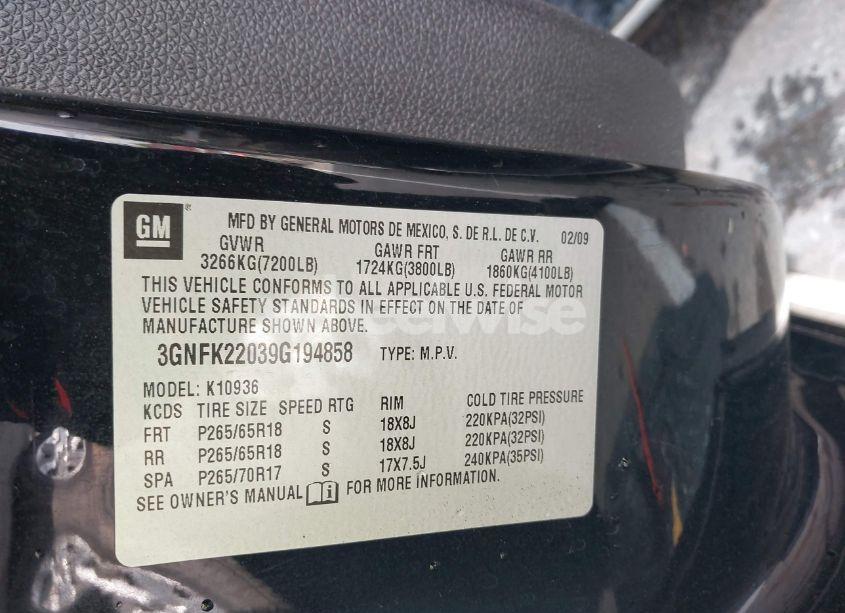 GM
MFD BY GENERAL MOTORS DE MEXICO, S. DE R.L. DE C.V. 02/09
GVWR GAWR FRT GAWR RR
3266KG(7200LB) 1724KG(3800LB) 1860KG(4100LB)
THIS VEHICLE CONFORMS TO ALL APPLICABLE U.S. FEDERAL MOTOR
VEHICLE SAFETY STANDARDS IN EFFECT ON THE DATE OF
MANUFACTURE SHOWN ABOVE.
3GNFK22039G194858 TYPE: M.P.V.
MODEL: K10936
KCDS TIRE SIZE SPEED RTG RIM COLD TIRE PRESSURE
FRT P265/65R18 S 18X8J 220KPA(32PSI)
RR P265/65R18 S 18X8J 220KPA(32PSI)
SPA P265/70R17 S 17X7.5J 240KPA(35PSI)
SEE OWNER'S MANUAL FOR MORE INFORMATION.